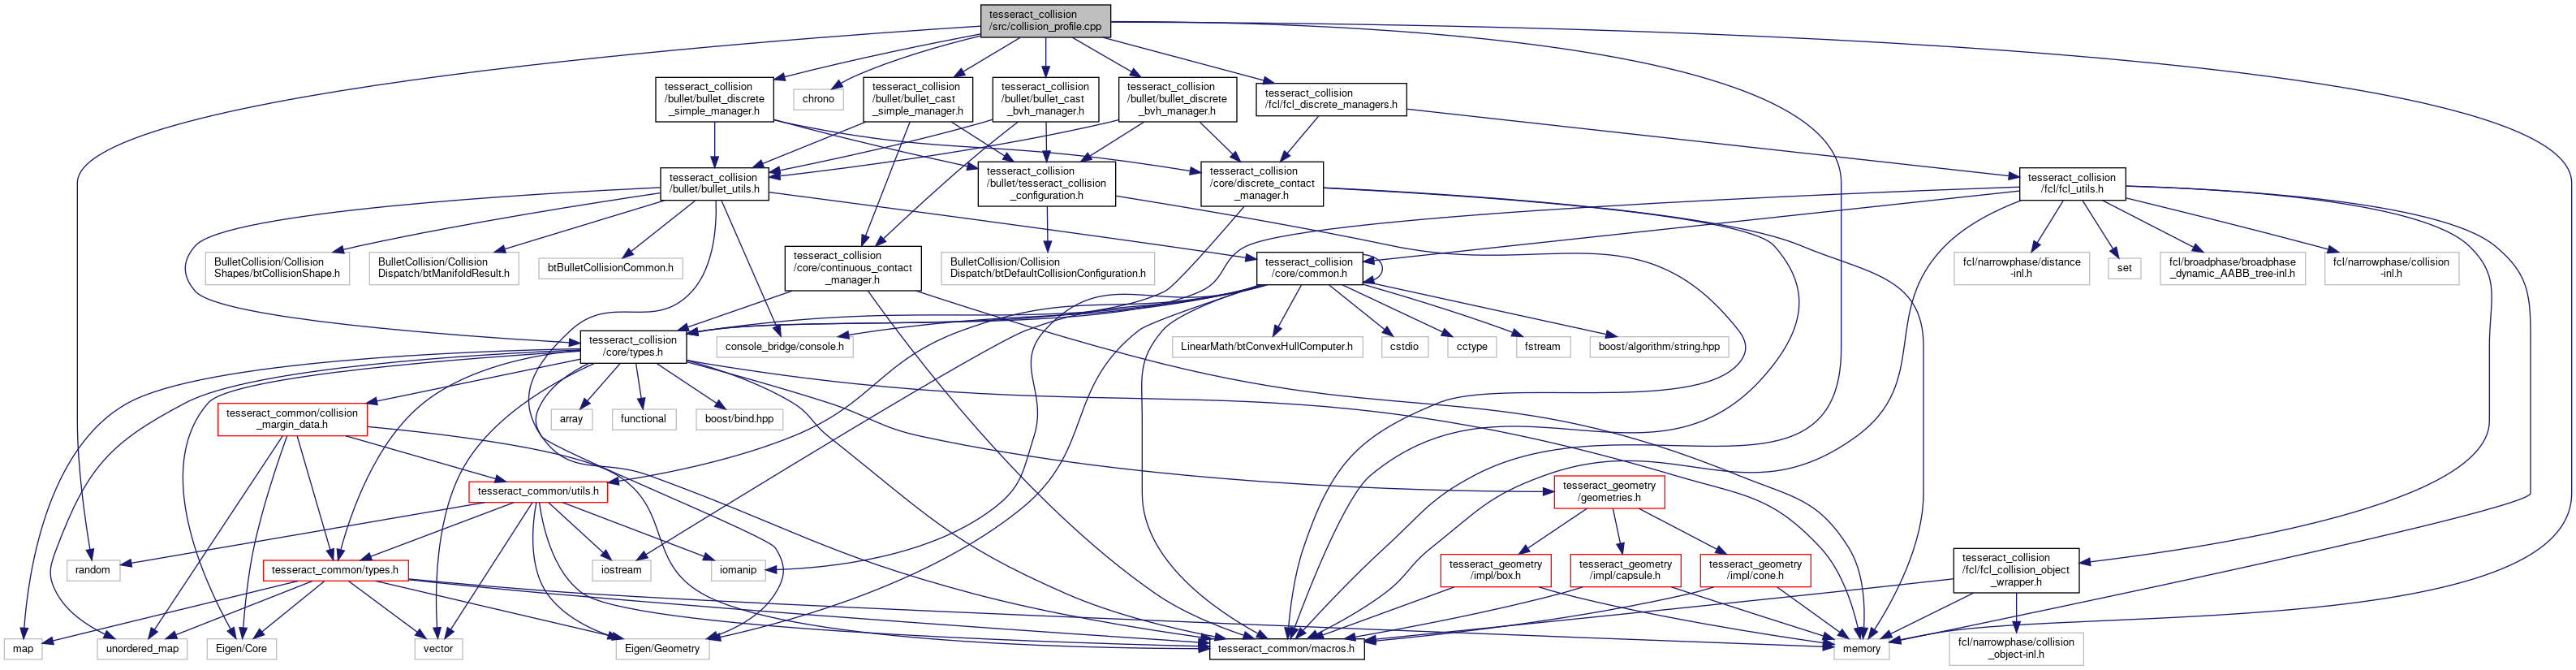 tesseract_collision
/src/collision_profile.cpp
tesseract_collision
/bullet/bullet_discrete
_simple_manager.h
chrono
tesseract_collision
/bullet/bullet_cast
_simple_manager.h
tesseract_collision
/bullet/bullet_cast
_bvh_manager.h
tesseract_collision
/bullet/bullet_discrete
_bvh_manager.h
tesseract_collision
/fcl/fcl_discrete_managers.h
tesseract_collision
/bullet/bullet_utils.h
tesseract_collision
/bullet/tesseract_collision
_configuration.h
tesseract_collision
/core/discrete_contact
_manager.h
tesseract_collision
/fcl/fcl_utils.h
BulletCollision/Collision
Shapes/btCollisionShape.h
BulletCollision/Collision
Dispatch/btManifoldResult.h
btBulletCollisionCommon.h
tesseract_collision
/core/continuous_contact
_manager.h
BulletCollision/Collision
Dispatch/btDefaultCollisionConfiguration.h
tesseract_collision
/core/common.h
fcl/narrowphase/distance
-inl.h
set
fcl/broadphase/broadphase
_dynamic_AABB_tree-inl.h
fcl/narrowphase/collision
-inl.h
tesseract_collision
/core/types.h
console_bridge/console.h
LinearMath/btConvexHullComputer.h
cstdio
cctype
fstream
boost/algorithm/string.hpp
tesseract_common/collision
_margin_data.h
array
functional
boost/bind.hpp
tesseract_common/utils.h
tesseract_geometry
/geometries.h
random
tesseract_common/types.h
iostream
iomanip
tesseract_geometry
/impl/box.h
tesseract_geometry
/impl/capsule.h
tesseract_geometry
/impl/cone.h
tesseract_collision
/fcl/fcl_collision_object
_wrapper.h
map
unordered_map
Eigen/Core
vector
Eigen/Geometry
tesseract_common/macros.h
memory
fcl/narrowphase/collision
_object-inl.h